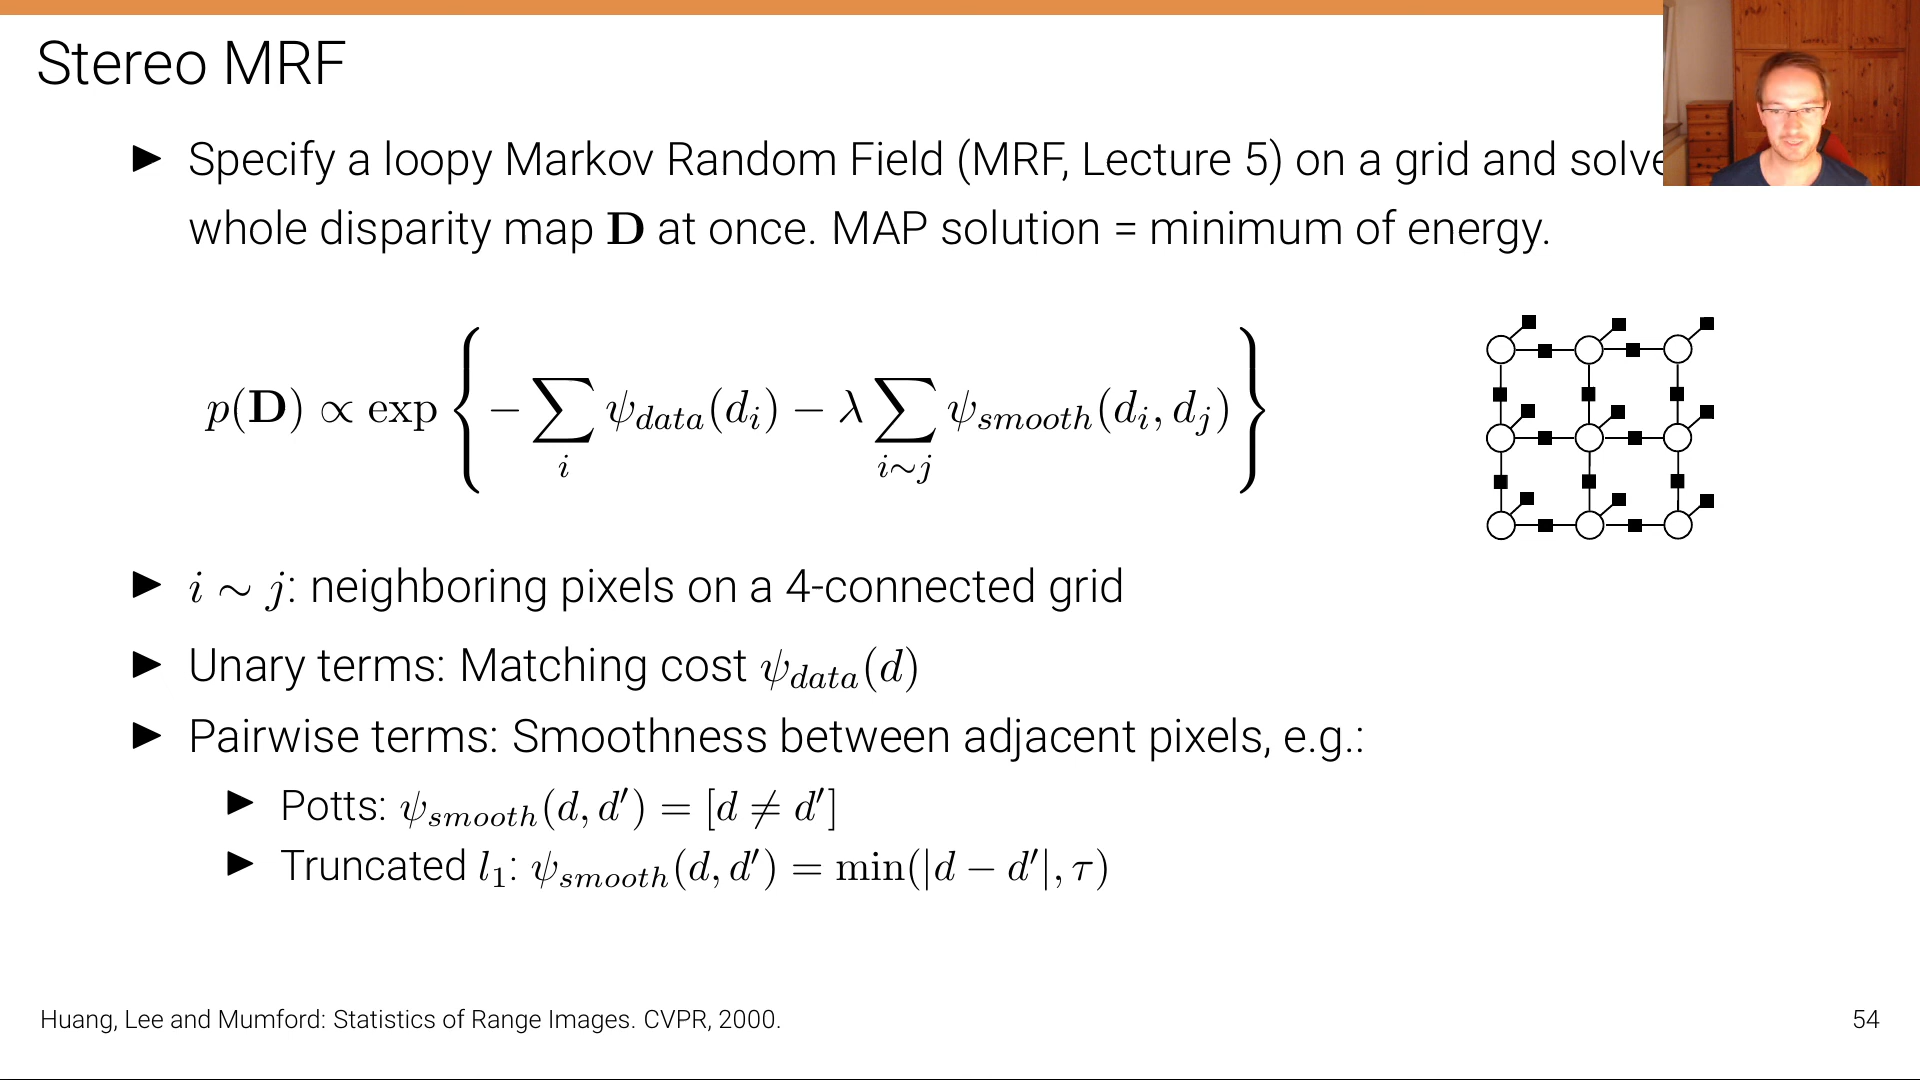 Stereo MRF
► Specify a loopy Markov Random Field (MRF, Lecture 5) on a grid and solve
whole disparity map D at once. MAP solution = minimum of energy.
p(D) ∝ exp { − ∑_i ψ_data(d_i) − λ ∑_{i∼j} ψ_smooth(d_i, d_j) }
► i ∼ j: neighboring pixels on a 4-connected grid
► Unary terms: Matching cost ψ_data(d)
► Pairwise terms: Smoothness between adjacent pixels, e.g.:
► Potts: ψ_smooth(d, d′) = [d ≠ d′]
► Truncated l_1: ψ_smooth(d, d′) = min(|d − d′|, τ)
Huang, Lee and Mumford: Statistics of Range Images. CVPR, 2000.
54